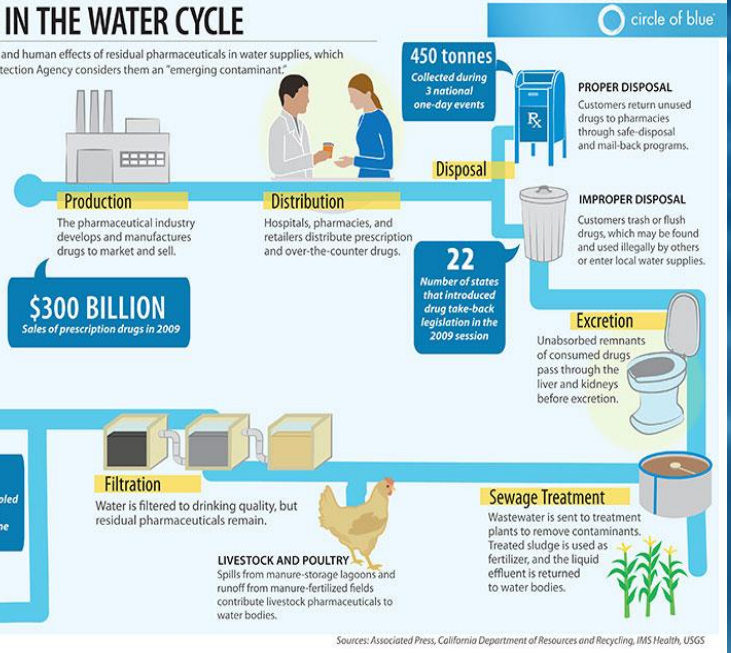 IN THE WATER CYCLE
circle of blue
and human effects of residual pharmaceuticals in water supplies, which
tection Agency considers them an "emerging contaminant."
450 tonnes
Collected during
3 national
one-day events
Rx
PROPER DISPOSAL
Customers return unused
drugs to pharmacies
through safe-disposal
and mail-back programs.
Disposal
Production
The pharmaceutical industry
develops and manufactures
drugs to market and sell.
Distribution
Hospitals, pharmacies, and
retailers distribute prescription
and over-the-counter drugs.
IMPROPER DISPOSAL
Customers trash or flush
drugs, which may be found
and used illegally by others
or enter local water supplies.
22
Number of states
that introduced
drug take-back
legislation in the
2009 session
$300 BILLION
Sales of prescription drugs in 2009
Excretion
Unabsorbed remnants
of consumed drugs
pass through the
liver and kidneys
before excretion.
Filtration
Water is filtered to drinking quality, but
residual pharmaceuticals remain.
pled
ne
Sewage Treatment
Wastewater is sent to treatment
plants to remove contaminants.
Treated sludge is used as
fertilizer, and the liquid
effluent is returned
to water bodies.
LIVESTOCK AND POULTRY
Spills from manure-storage lagoons and
runoff from manure-fertilized fields
contribute livestock pharmaceuticals to
water bodies.
Sources: Associated Press, California Department of Resources and Recycling, IMS Health, USGS